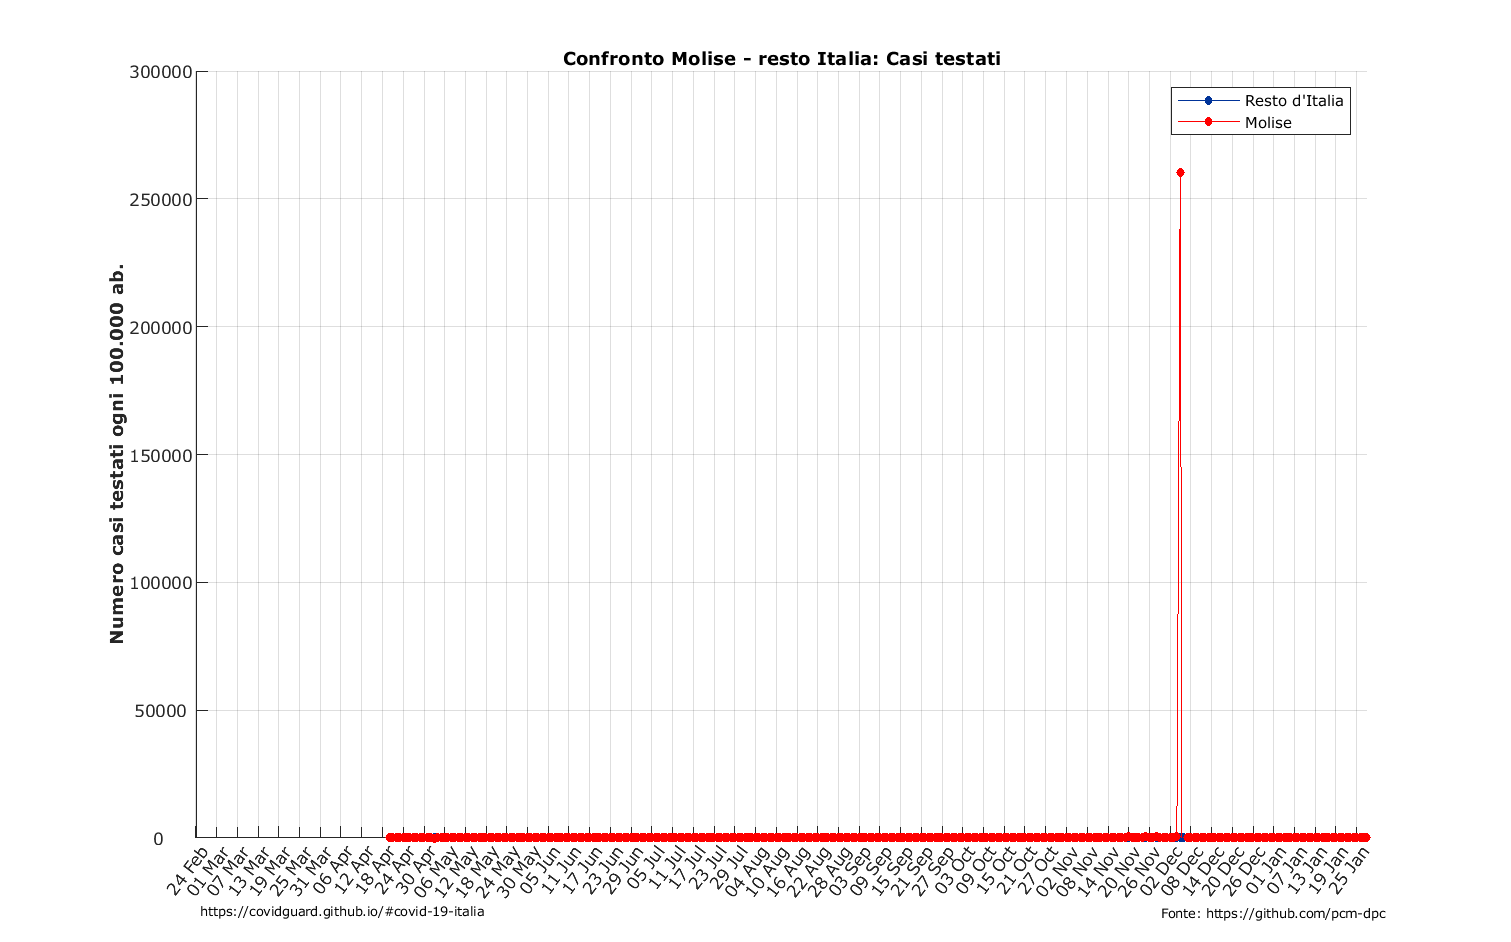 Confronto Molise - resto Italia: Casi testati
Resto d'Italia
Molise
Numero casi testati ogni 100.000 ab.
300000
250000
200000
150000
100000
50000
0
24 Feb
01 Mar
07 Mar
13 Mar
19 Mar
25 Mar
31 Mar
06 Apr
12 Apr
18 Apr
24 Apr
30 Apr
06 May
12 May
18 May
24 May
30 May
05 Jun
11 Jun
17 Jun
23 Jun
29 Jun
05 Jul
11 Jul
17 Jul
23 Jul
29 Jul
04 Aug
10 Aug
16 Aug
22 Aug
28 Aug
03 Sep
09 Sep
15 Sep
21 Sep
27 Sep
03 Oct
09 Oct
15 Oct
21 Oct
27 Oct
02 Nov
08 Nov
14 Nov
20 Nov
26 Nov
02 Dec
08 Dec
14 Dec
20 Dec
26 Dec
01 Jan
07 Jan
13 Jan
19 Jan
25 Jan
https://covidguard.github.io/#covid-19-italia
Fonte: https://github.com/pcm-dpc